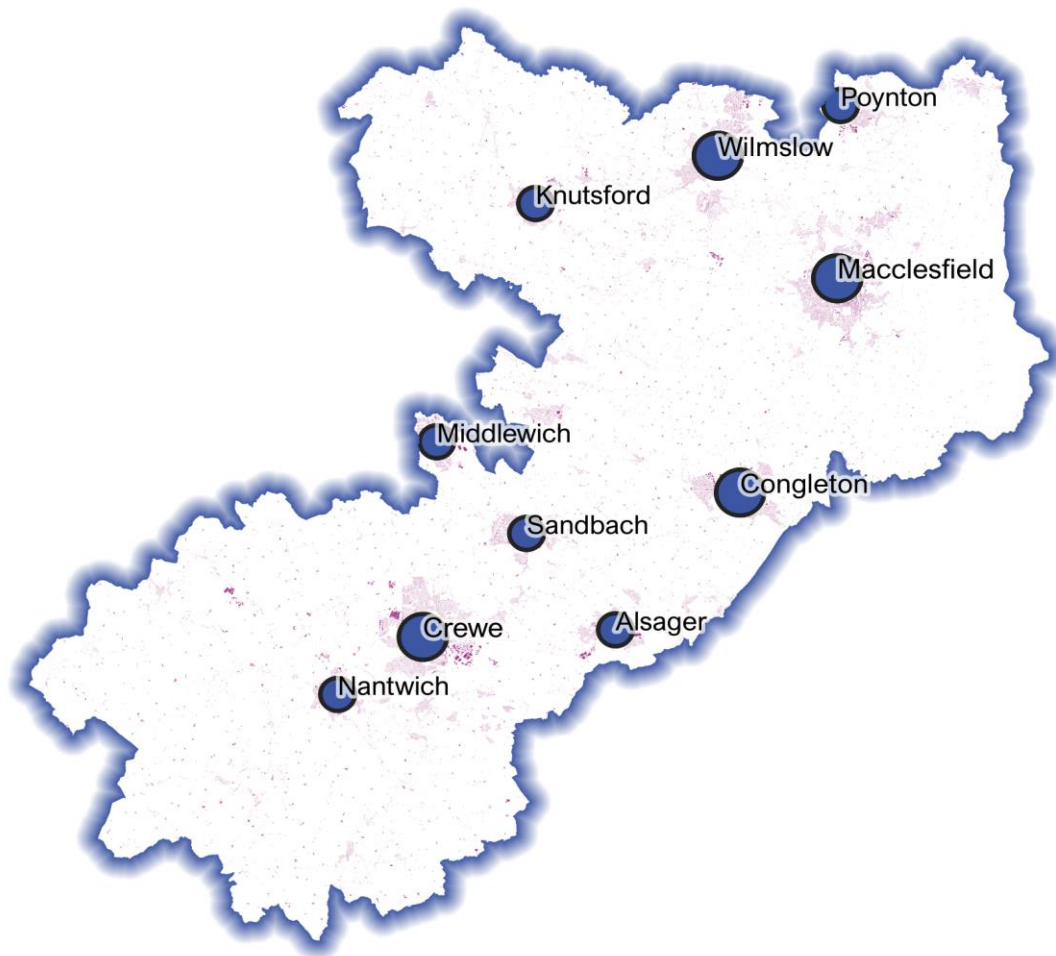 Poynton
Wilmslow
Knutsford
Macclesfield
Middlewich
Congleton
Sandbach
Alsager
Crewe
Nantwich